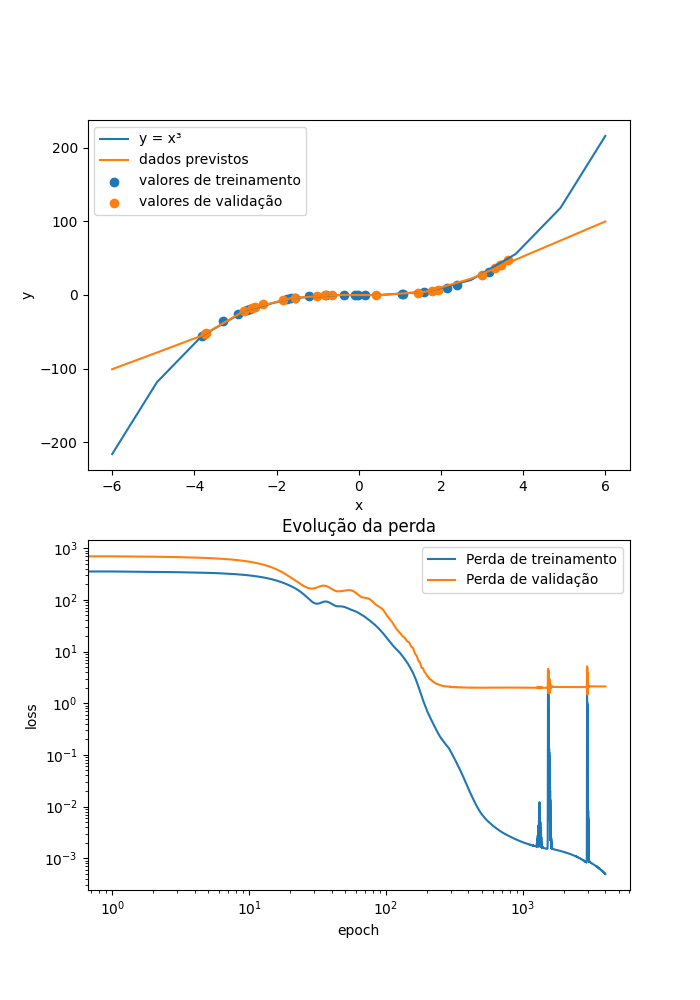 y = x³
dados previstos
valores de treinamento
valores de validação
200
100
0
−100
−200
y
−6 −4 −2 0 2 4 6
x
Evolução da perda
Perda de treinamento
Perda de validação
10³
10²
10¹
10⁰
10⁻¹
10⁻²
10⁻³
loss
10⁰ 10¹ 10² 10³
epoch